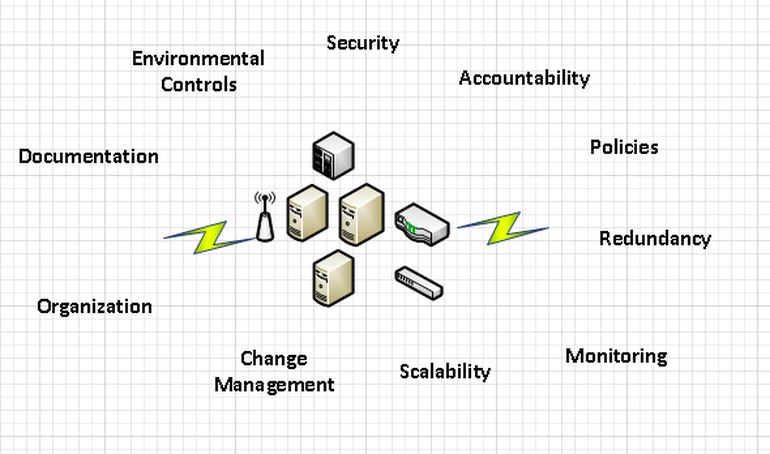 Security
Environmental
Controls
Accountability
Documentation
Policies
Redundancy
Organization
Change
Management
Scalability
Monitoring